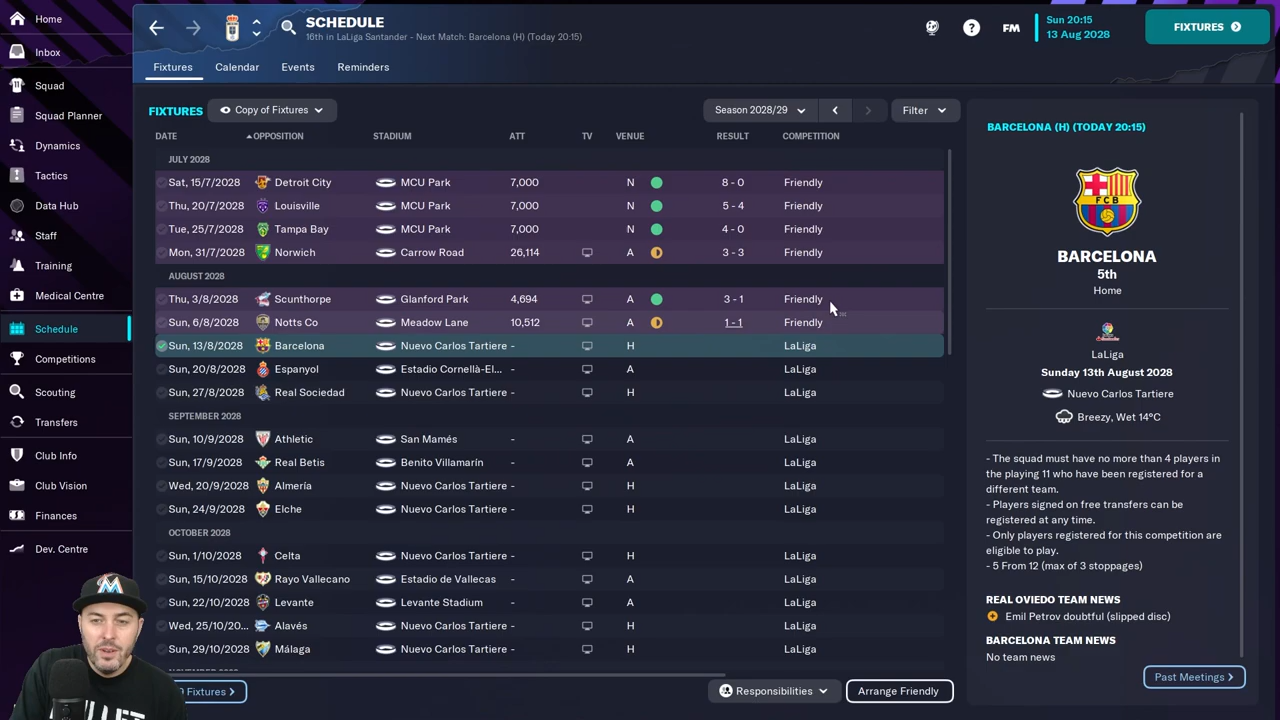 Home
Inbox
Squad
Squad Planner
Dynamics
Tactics
Data Hub
Staff
Training
Medical Centre
Schedule
Competitions
Scouting
Transfers
Club Info
Club Vision
Finances
Dev. Centre
SCHEDULE
16th in LaLiga Santander - Next Match: Barcelona (H) (Today 20:15)
?
FM
Sun 20:15
13 Aug 2028
FIXTURES
Fixtures Calendar Events Reminders
FIXTURES Copy of Fixtures Season 2028/29 Filter
DATE OPPOSITION STADIUM ATT TV VENUE RESULT COMPETITION
JULY 2028
Sat, 15/7/2028 Detroit City MCU Park 7,000 N 8 - 0 Friendly
Thu, 20/7/2028 Louisville MCU Park 7,000 N 5 - 4 Friendly
Tue, 25/7/2028 Tampa Bay MCU Park 7,000 N 4 - 0 Friendly
Mon, 31/7/2028 Norwich Carrow Road 26,114 A 3 - 3 Friendly
AUGUST 2028
Thu, 3/8/2028 Scunthorpe Glanford Park 4,694 A 3 - 1 Friendly
Sun, 6/8/2028 Notts Co Meadow Lane 10,512 A 1 - 1 Friendly
Sun, 13/8/2028 Barcelona Nuevo Carlos Tartiere - H LaLiga
Sun, 20/8/2028 Espanyol Estadio Cornellà-El... - A LaLiga
Sun, 27/8/2028 Real Sociedad Nuevo Carlos Tartiere - H LaLiga
SEPTEMBER 2028
Sun, 10/9/2028 Athletic San Mamés - A LaLiga
Sun, 17/9/2028 Real Betis Benito Villamarín - A LaLiga
Wed, 20/9/2028 Almería Nuevo Carlos Tartiere - H LaLiga
Sun, 24/9/2028 Elche Nuevo Carlos Tartiere - H LaLiga
OCTOBER 2028
Sun, 1/10/2028 Celta Nuevo Carlos Tartiere - H LaLiga
Sun, 15/10/2028 Rayo Vallecano Estadio de Vallecas - A LaLiga
Sun, 22/10/2028 Levante Levante Stadium - A LaLiga
Wed, 25/10/20... Alavés Nuevo Carlos Tartiere - H LaLiga
Sun, 29/10/2028 Málaga Nuevo Carlos Tartiere - H LaLiga
Fixtures
Responsibilities
Arrange Friendly
BARCELONA (H) (TODAY 20:15)
FCB
BARCELONA
5th
Home
LaLiga
Sunday 13th August 2028
Nuevo Carlos Tartiere
Breezy, Wet 14°C
- The squad must have no more than 4 players in
the playing 11 who have been registered for a
different team.
- Players signed on free transfers can be
registered at any time.
- Only players registered for this competition are
eligible to play.
- 5 From 12 (max of 3 stoppages)
REAL OVIEDO TEAM NEWS
Emil Petrov doubtful (slipped disc)
BARCELONA TEAM NEWS
No team news
Past Meetings